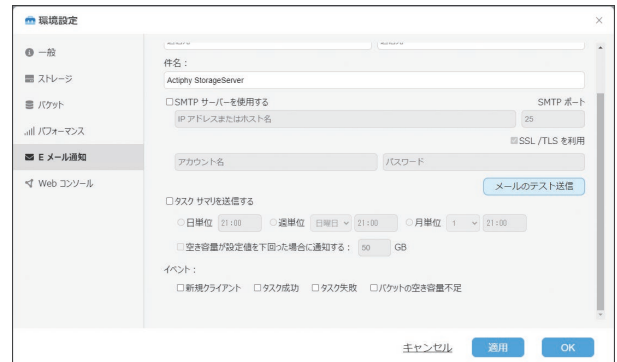 環境設定
一般
ストレージ
バケット
パフォーマンス
E メール通知
Web コンソール
件名：
Actiphy StorageServer
SMTP サーバーを使用する SMTP ポート
IP アドレスまたはホスト名 25
SSL /TLS を利用
アカウント名 パスワード
メールのテスト送信
タスク サマリを送信する
日単位 21:00 週単位 日曜日 21:00 月単位 1 21:00
空き容量が設定値を下回った場合に通知する： 50 GB
イベント：
新規クライアント タスク成功 タスク失敗 バケットの空き容量不足
キャンセル 適用 OK